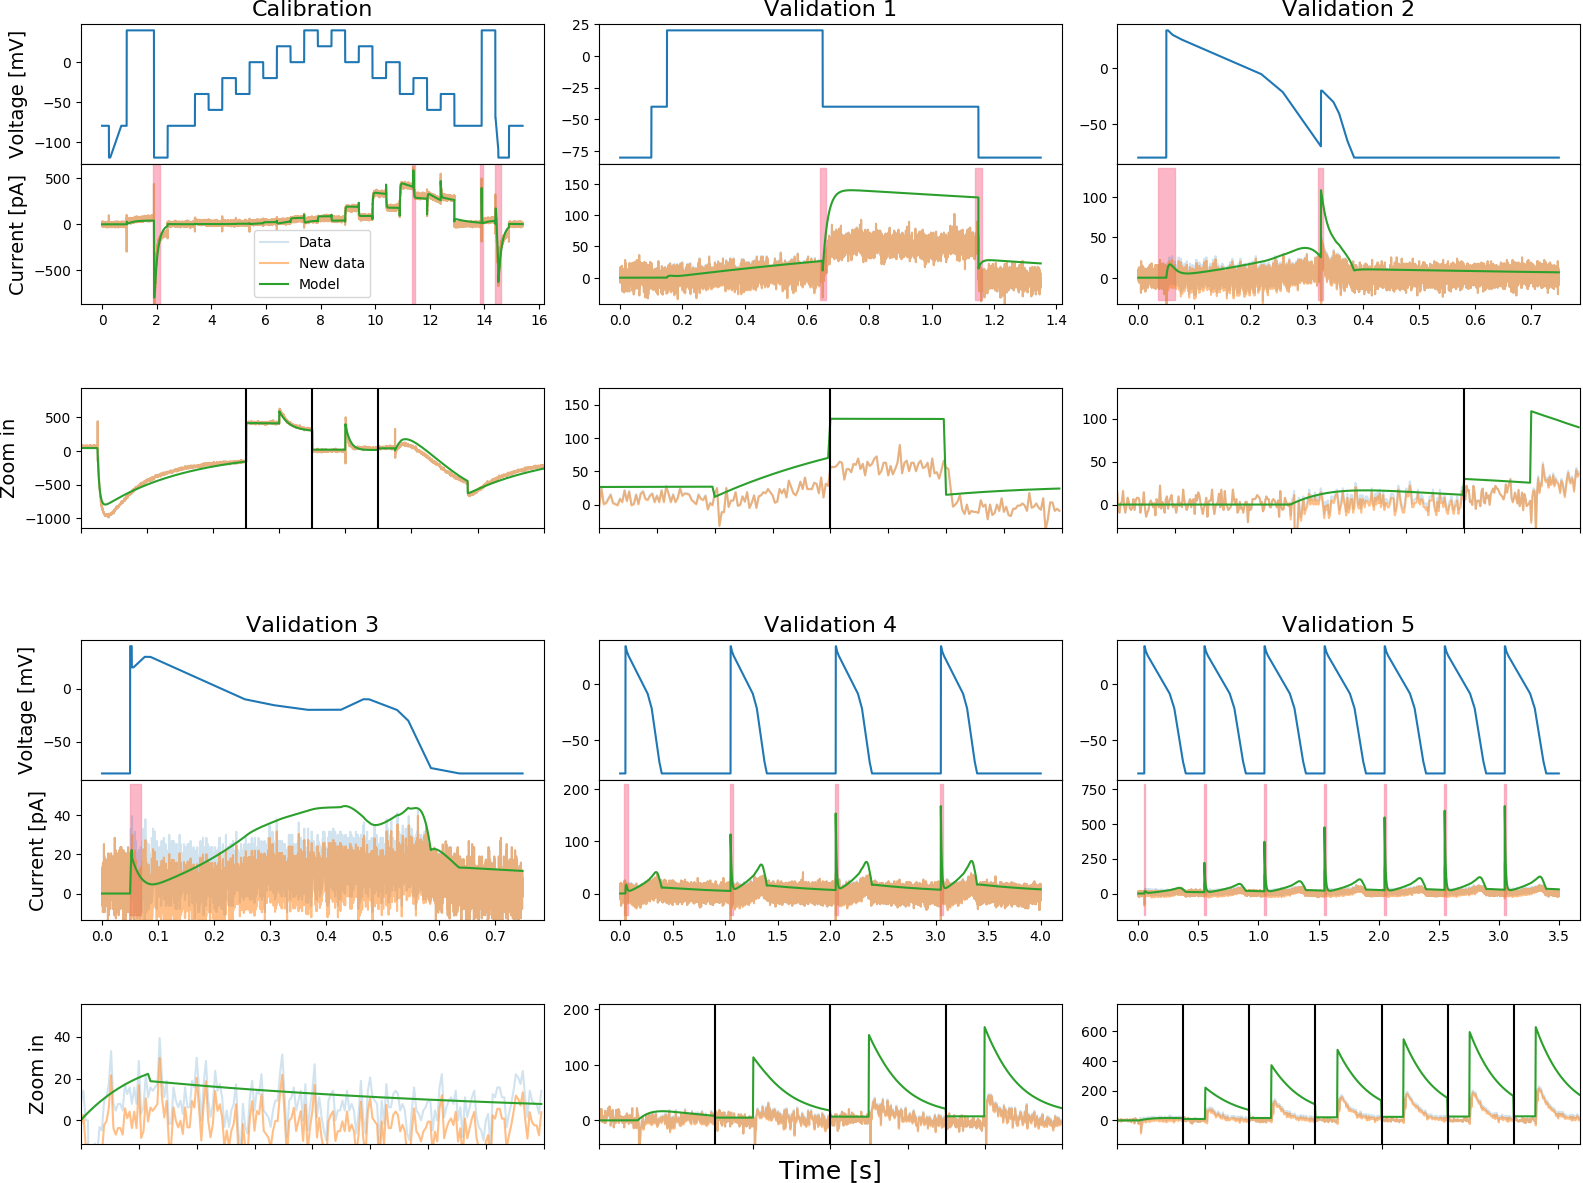 Calibration
Validation 1
Validation 2
Voltage [mV]
0
−50
−100
25
0
−25
−50
−75
0
−50
Current [pA]
500
0
−500
Data
New data
Model
150
100
50
0
100
50
0
0 2 4 6 8 10 12 14 16
0.0 0.2 0.4 0.6 0.8 1.0 1.2 1.4
0.0 0.1 0.2 0.3 0.4 0.5 0.6 0.7
Zoom in
500
0
−500
−1000
150
100
50
0
100
50
0
Validation 3
Validation 4
Validation 5
Voltage [mV]
0
−50
0
−50
0
−50
Current [pA]
40
20
0
200
100
0
750
500
250
0
0.0 0.1 0.2 0.3 0.4 0.5 0.6 0.7
0.0 0.5 1.0 1.5 2.0 2.5 3.0 3.5 4.0
0.0 0.5 1.0 1.5 2.0 2.5 3.0 3.5
Zoom in
40
20
0
200
100
0
600
400
200
0
Time [s]